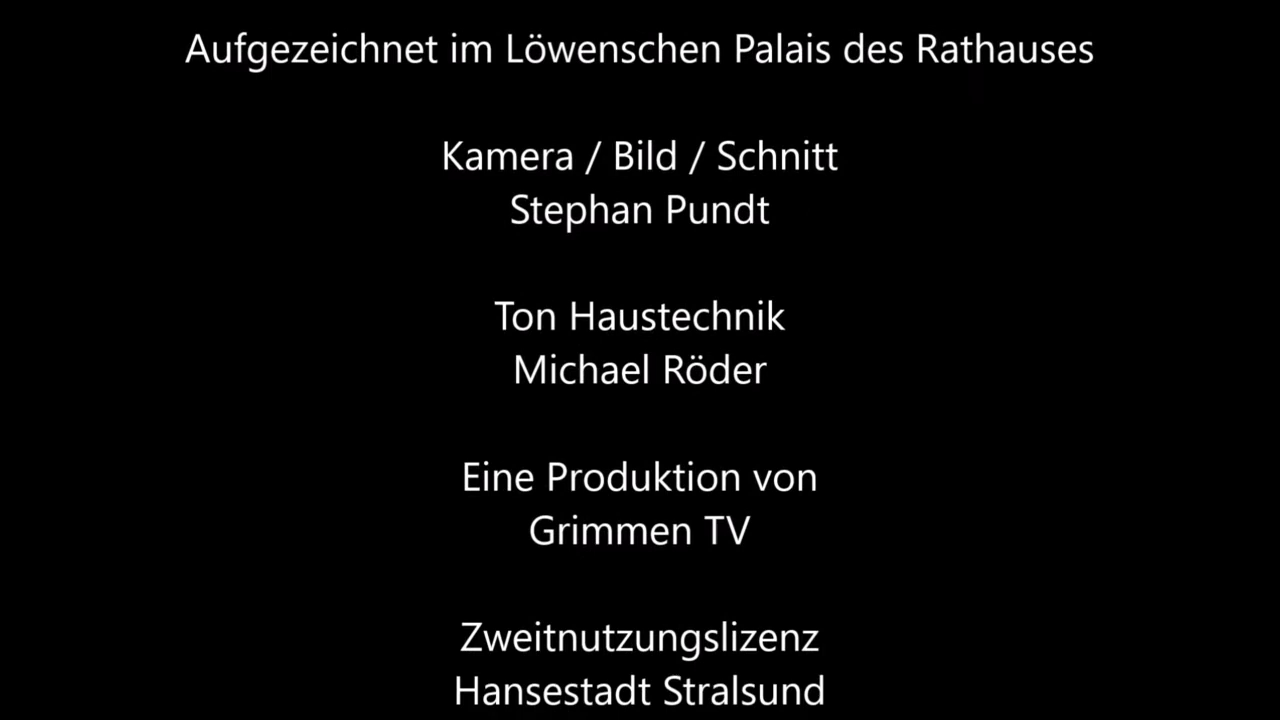 Aufgezeichnet im Löwenschen Palais des Rathauses
Kamera / Bild / Schnitt
Stephan Pundt
Ton Haustechnik
Michael Röder
Eine Produktion von
Grimmen TV
Zweitnutzungslizenz
Hansestadt Stralsund